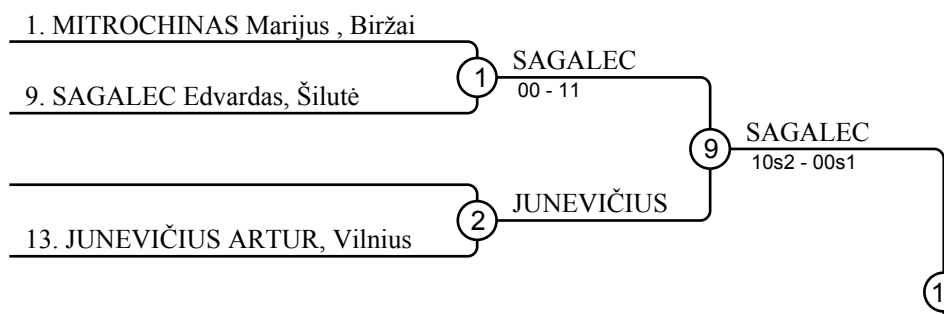 1. MITROCHINAS Marijus , Biržai
SAGALEC
1
00 - 11
9. SAGALEC Edvardas, Šilutė
SAGALEC
9
10s2 - 00s1
JUNEVIČIUS
2
13. JUNEVIČIUS ARTUR, Vilnius